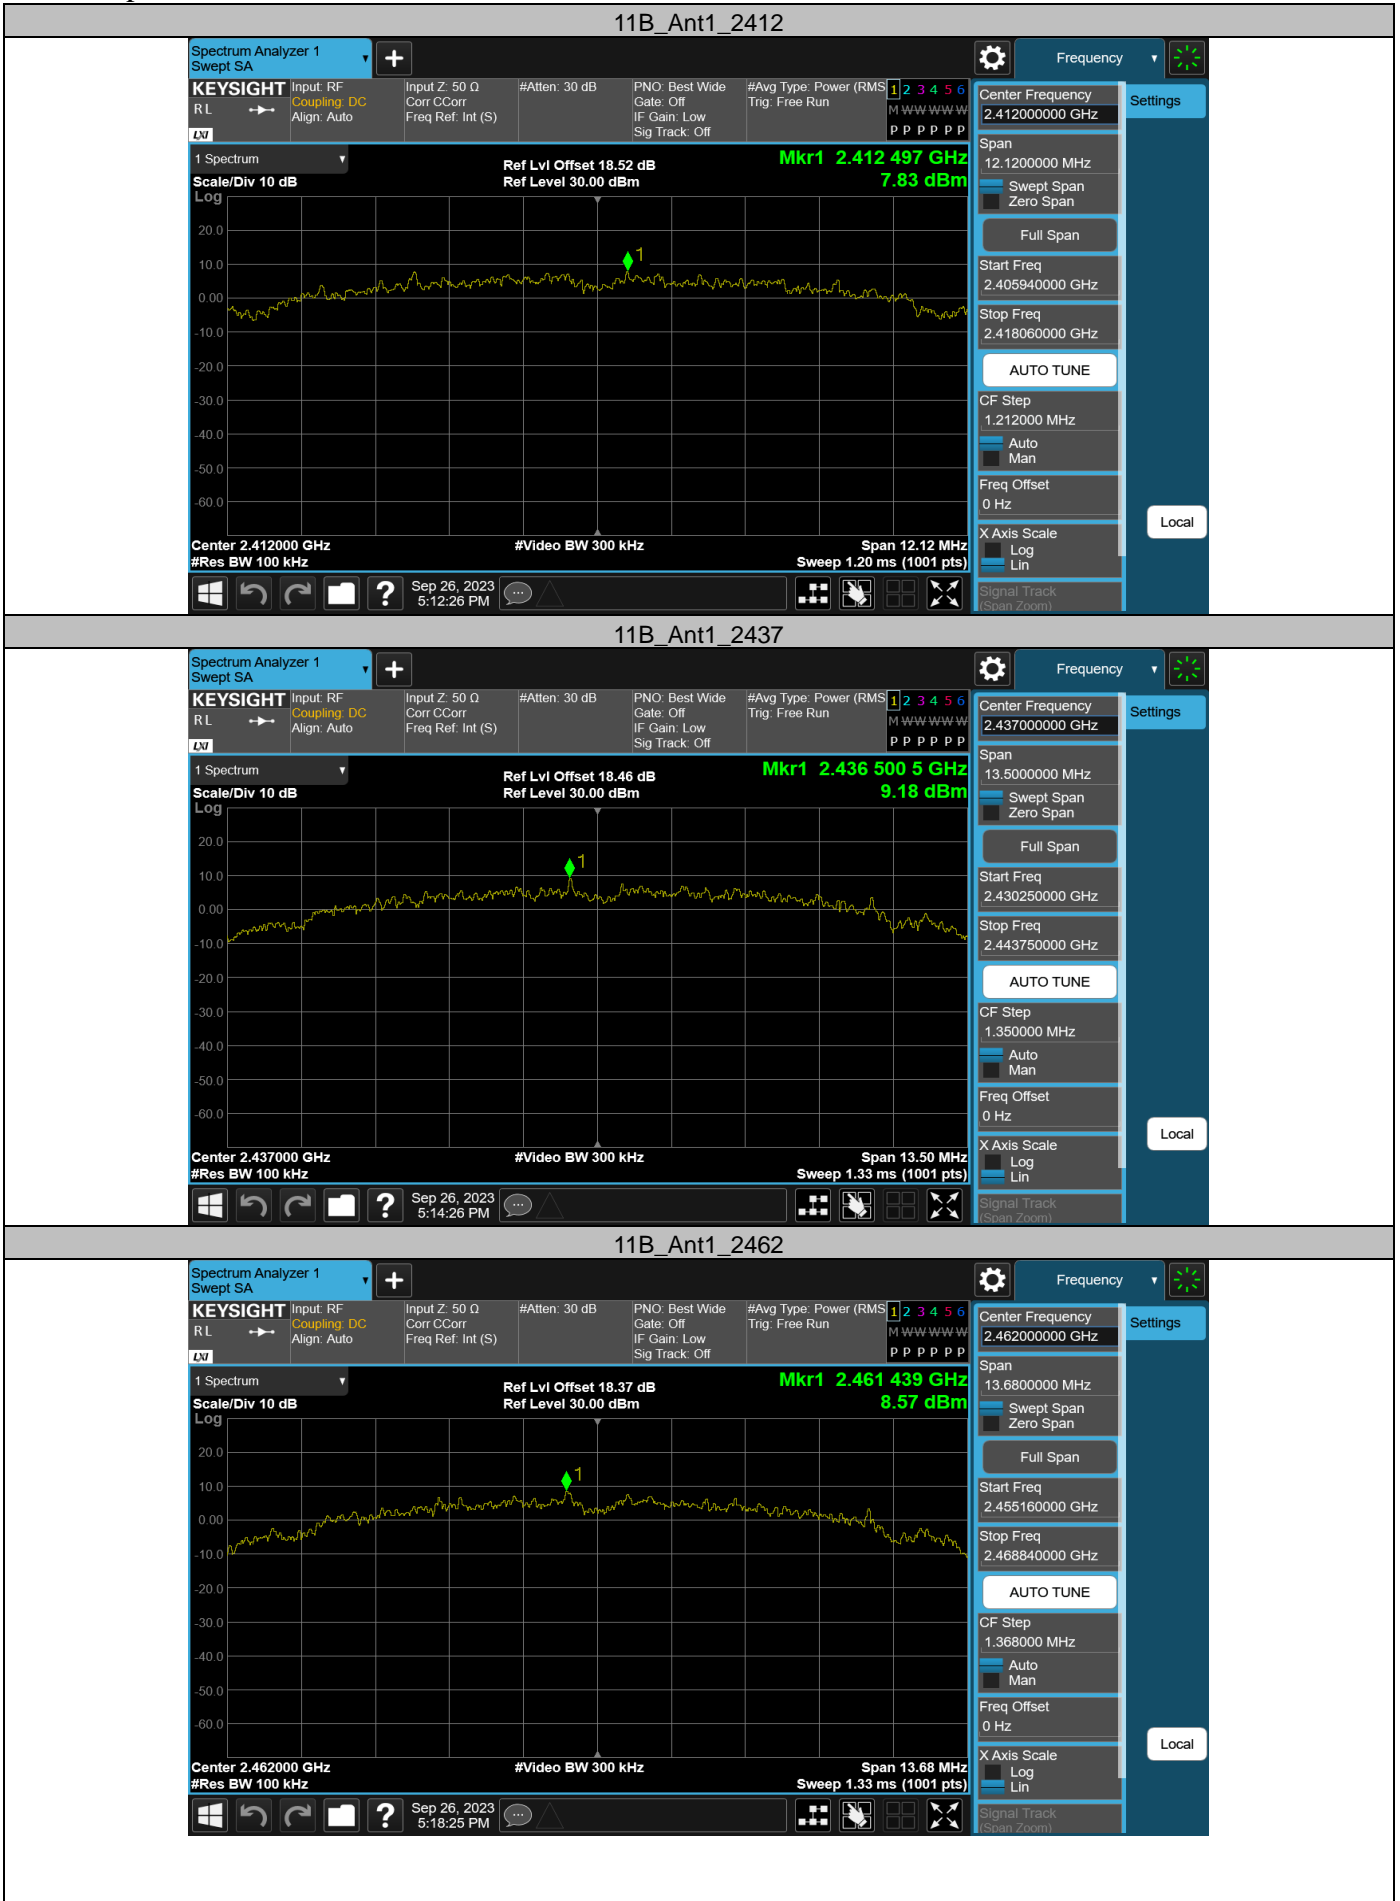 11B_Ant1_2412
Spectrum Analyzer 1
Swept SA
Frequency
KEYSIGHT
RL
LXI
Input: RF
Coupling: DC
Align: Auto
Input Z: 50 Ω
Corr CCorr
Freq Ref: Int (S)
#Atten: 30 dB
PNO: Best Wide
Gate: Off
IF Gain: Low
Sig Track: Off
#Avg Type: Power (RMS
Trig: Free Run
1 2 3 4 5 6
M W W W W W
P P P P P P
1 Spectrum
Scale/Div 10 dB
Log
Ref Lvl Offset 18.52 dB
Ref Level 30.00 dBm
Mkr1 2.412 497 GHz
7.83 dBm
1
20.0
10.0
0.00
-10.0
-20.0
-30.0
-40.0
-50.0
-60.0
Center 2.412000 GHz
#Res BW 100 kHz
#Video BW 300 kHz
Span 12.12 MHz
Sweep 1.20 ms (1001 pts)
Sep 26, 2023
5:12:26 PM
Center Frequency
2.412000000 GHz
Span
12.1200000 MHz
Swept Span
Zero Span
Full Span
Start Freq
2.405940000 GHz
Stop Freq
2.418060000 GHz
AUTO TUNE
CF Step
1.212000 MHz
Auto
Man
Freq Offset
0 Hz
X Axis Scale
Log
Lin
Signal Track
(Span Zoom)
Settings
Local
11B_Ant1_2437
Spectrum Analyzer 1
Swept SA
Frequency
KEYSIGHT
RL
LXI
Input: RF
Coupling: DC
Align: Auto
Input Z: 50 Ω
Corr CCorr
Freq Ref: Int (S)
#Atten: 30 dB
PNO: Best Wide
Gate: Off
IF Gain: Low
Sig Track: Off
#Avg Type: Power (RMS
Trig: Free Run
1 2 3 4 5 6
M W W W W W
P P P P P P
1 Spectrum
Scale/Div 10 dB
Log
Ref Lvl Offset 18.46 dB
Ref Level 30.00 dBm
Mkr1 2.436 500 5 GHz
9.18 dBm
1
20.0
10.0
0.00
-10.0
-20.0
-30.0
-40.0
-50.0
-60.0
Center 2.437000 GHz
#Res BW 100 kHz
#Video BW 300 kHz
Span 13.50 MHz
Sweep 1.33 ms (1001 pts)
Sep 26, 2023
5:14:26 PM
Center Frequency
2.437000000 GHz
Span
13.5000000 MHz
Swept Span
Zero Span
Full Span
Start Freq
2.430250000 GHz
Stop Freq
2.443750000 GHz
AUTO TUNE
CF Step
1.350000 MHz
Auto
Man
Freq Offset
0 Hz
X Axis Scale
Log
Lin
Signal Track
(Span Zoom)
Settings
Local
11B_Ant1_2462
Spectrum Analyzer 1
Swept SA
Frequency
KEYSIGHT
RL
LXI
Input: RF
Coupling: DC
Align: Auto
Input Z: 50 Ω
Corr CCorr
Freq Ref: Int (S)
#Atten: 30 dB
PNO: Best Wide
Gate: Off
IF Gain: Low
Sig Track: Off
#Avg Type: Power (RMS
Trig: Free Run
1 2 3 4 5 6
M W W W W W
P P P P P P
1 Spectrum
Scale/Div 10 dB
Log
Ref Lvl Offset 18.37 dB
Ref Level 30.00 dBm
Mkr1 2.461 439 GHz
8.57 dBm
1
20.0
10.0
0.00
-10.0
-20.0
-30.0
-40.0
-50.0
-60.0
Center 2.462000 GHz
#Res BW 100 kHz
#Video BW 300 kHz
Span 13.68 MHz
Sweep 1.33 ms (1001 pts)
Sep 26, 2023
5:18:25 PM
Center Frequency
2.462000000 GHz
Span
13.6800000 MHz
Swept Span
Zero Span
Full Span
Start Freq
2.455160000 GHz
Stop Freq
2.468840000 GHz
AUTO TUNE
CF Step
1.368000 MHz
Auto
Man
Freq Offset
0 Hz
X Axis Scale
Log
Lin
Signal Track
(Span Zoom)
Settings
Local